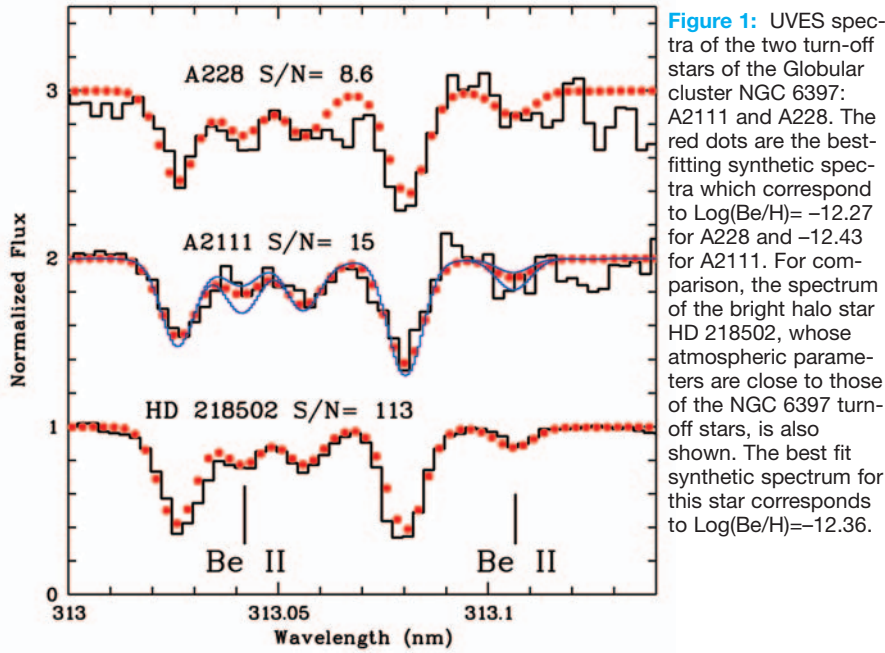 3
2
1
0
Normalized Flux
A228 S/N= 8.6
A2111 S/N= 15
HD 218502 S/N= 113
Be II
Be II
313
313.05
313.1
Wavelength (nm)
Figure 1: UVES spec-
tra of the two turn-off
stars of the Globular
cluster NGC 6397:
A2111 and A228. The
red dots are the best-
fitting synthetic spec-
tra which correspond
to Log(Be/H)= –12.27
for A228 and –12.43
for A2111. For com-
parison, the spectrum
of the bright halo star
HD 218502, whose
atmospheric parame-
ters are close to those
of the NGC 6397 turn-
off stars, is also
shown. The best fit
synthetic spectrum for
this star corresponds
to Log(Be/H)=–12.36.